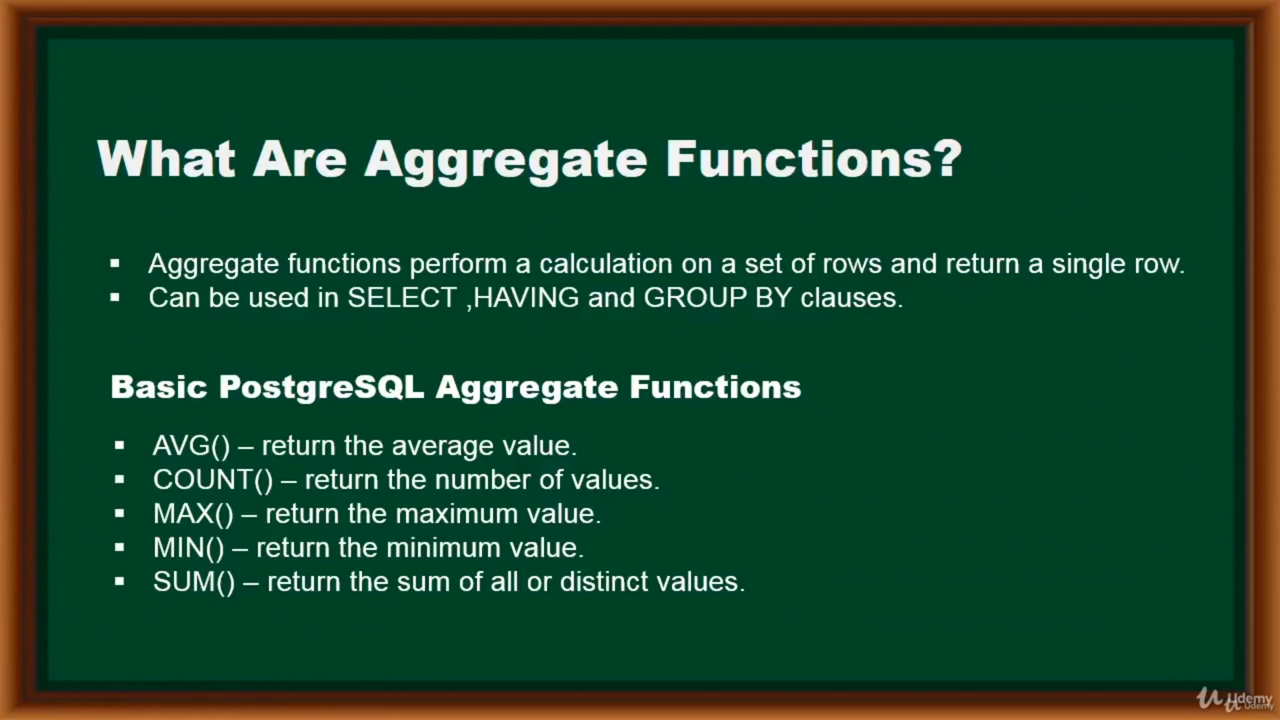 What Are Aggregate Functions?
▪ Aggregate functions perform a calculation on a set of rows and return a single row.
▪ Can be used in SELECT ,HAVING and GROUP BY clauses.
Basic PostgreSQL Aggregate Functions
▪ AVG() – return the average value.
▪ COUNT() – return the number of values.
▪ MAX() – return the maximum value.
▪ MIN() – return the minimum value.
▪ SUM() – return the sum of all or distinct values.
Udemy
Udemy